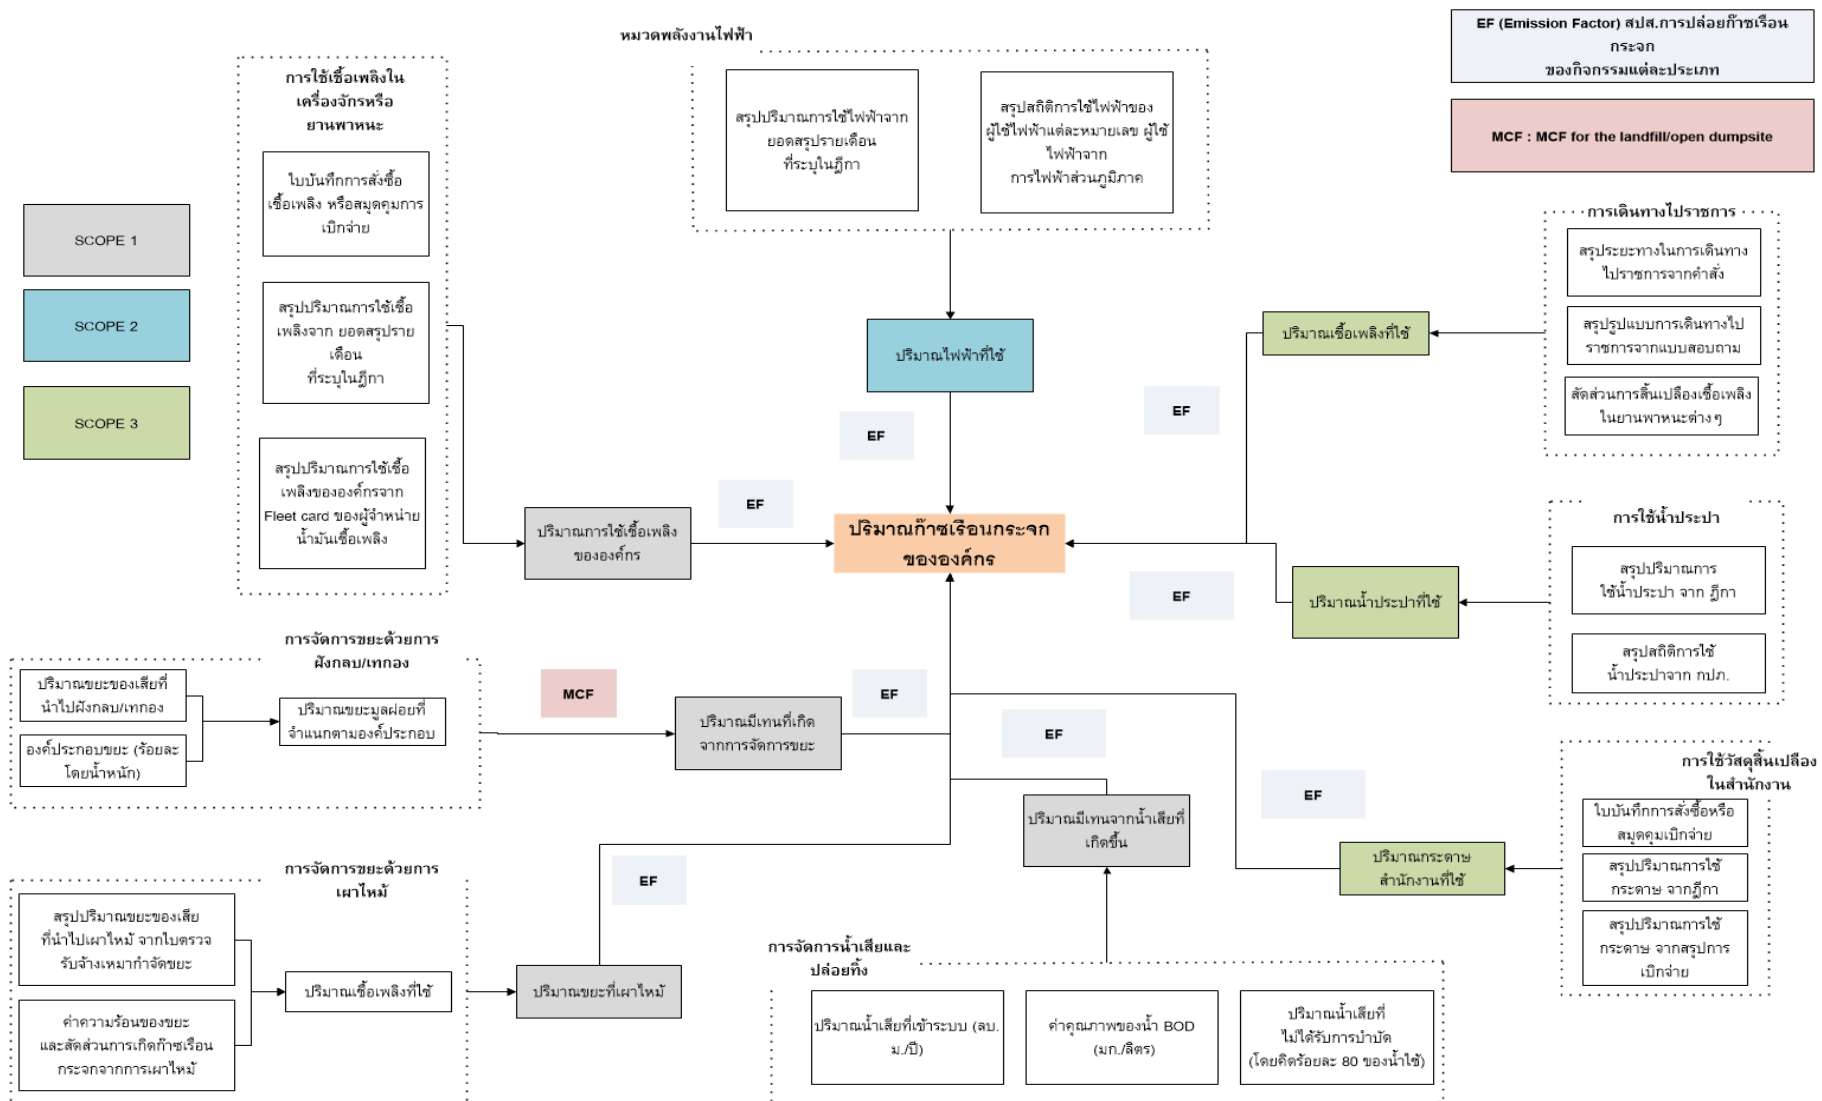 EF (Emission Factor) สปส.การปล่อยก๊าซเรือน
กระจก
ของกิจกรรมแต่ละประเภท
MCF : MCF for the landfill/open dumpsite
SCOPE 1
SCOPE 2
SCOPE 3
การใช้เชื้อเพลิงใน
เครื่องจักรหรือ
ยานพาหนะ
ใบบันทึกการสั่งซื้อ
เชื้อเพลิง หรือสมุดคุมการ
เบิกจ่าย
สรุปปริมาณการใช้เชื้อ
เพลิงจาก ยอดสรุปราย
เดือน
ที่ระบุในฎีกา
สรุปปริมาณการใช้เชื้อ
เพลิงขององค์กรจาก
Fleet card ของผู้จำหน่าย
น้ำมันเชื้อเพลิง
หมวดพลังงานไฟฟ้า
สรุปปริมาณการใช้ไฟฟ้าจาก
ยอดสรุปรายเดือน
ที่ระบุในฎีกา
สรุปสถิติการใช้ไฟฟ้าของ
ผู้ใช้ไฟฟ้าแต่ละหมายเลข ผู้ใช้
ไฟฟ้าจาก
การไฟฟ้าส่วนภูมิภาค
ปริมาณไฟฟ้าที่ใช้
EF
การเดินทางไปราชการ
สรุประยะทางในการเดินทาง
ไปราชการจากคำสั่ง
สรุปรูปแบบการเดินทางไป
ราชการจากแบบสอบถาม
สัดส่วนการสิ้นเปลืองเชื้อเพลิง
ในยานพาหนะต่างๆ
ปริมาณเชื้อเพลิงที่ใช้
EF
ปริมาณการใช้เชื้อเพลิง
ขององค์กร
EF
ปริมาณก๊าซเรือนกระจก
ขององค์กร
การใช้น้ำประปา
สรุปปริมาณการ
ใช้น้ำประปา จาก ฎีกา
สรุปสถิติการใช้
น้ำประปาจาก กปภ.
ปริมาณน้ำประปาที่ใช้
EF
การจัดการขยะด้วยการ
ฝังกลบ/เทกอง
ปริมาณขยะของเสียที่
นำไปฝังกลบ/เทกอง
องค์ประกอบขยะ (ร้อยละ
โดยน้ำหนัก)
ปริมาณขยะมูลฝอยที่
จำแนกตามองค์ประกอบ
MCF
ปริมาณมีเทนที่เกิด
จากการจัดการขยะ
EF
EF
ปริมาณมีเทนจากน้ำเสียที่
เกิดขึ้น
EF
การใช้วัสดุสิ้นเปลือง
ในสำนักงาน
ใบบันทึกการสั่งซื้อหรือ
สมุดคุมเบิกจ่าย
สรุปปริมาณการใช้
กระดาษ จากฎีกา
สรุปปริมาณการใช้
กระดาษ จากสรุปการ
เบิกจ่าย
ปริมาณกระดาษ
สำนักงานที่ใช้
การจัดการขยะด้วยการ
เผาไหม้
สรุปปริมาณขยะของเสีย
ที่นำไปเผาไหม้ จากใบตรวจ
รับจ้างเหมากำจัดขยะ
ค่าความร้อนของขยะ
และสัดส่วนการเกิดก๊าซเรือน
กระจกจากการเผาไหม้
ปริมาณเชื้อเพลิงที่ใช้
ปริมาณขยะที่เผาไหม้
EF
การจัดการน้ำเสียและ
ปล่อยทิ้ง
ปริมาณน้ำเสียที่เข้าระบบ (ลบ.
ม./ปี)
ค่าคุณภาพของน้ำ BOD
(มก./ลิตร)
ปริมาณน้ำเสียที่
ไม่ได้รับการบำบัด
(โดยคิดร้อยละ 80 ของน้ำใช้)